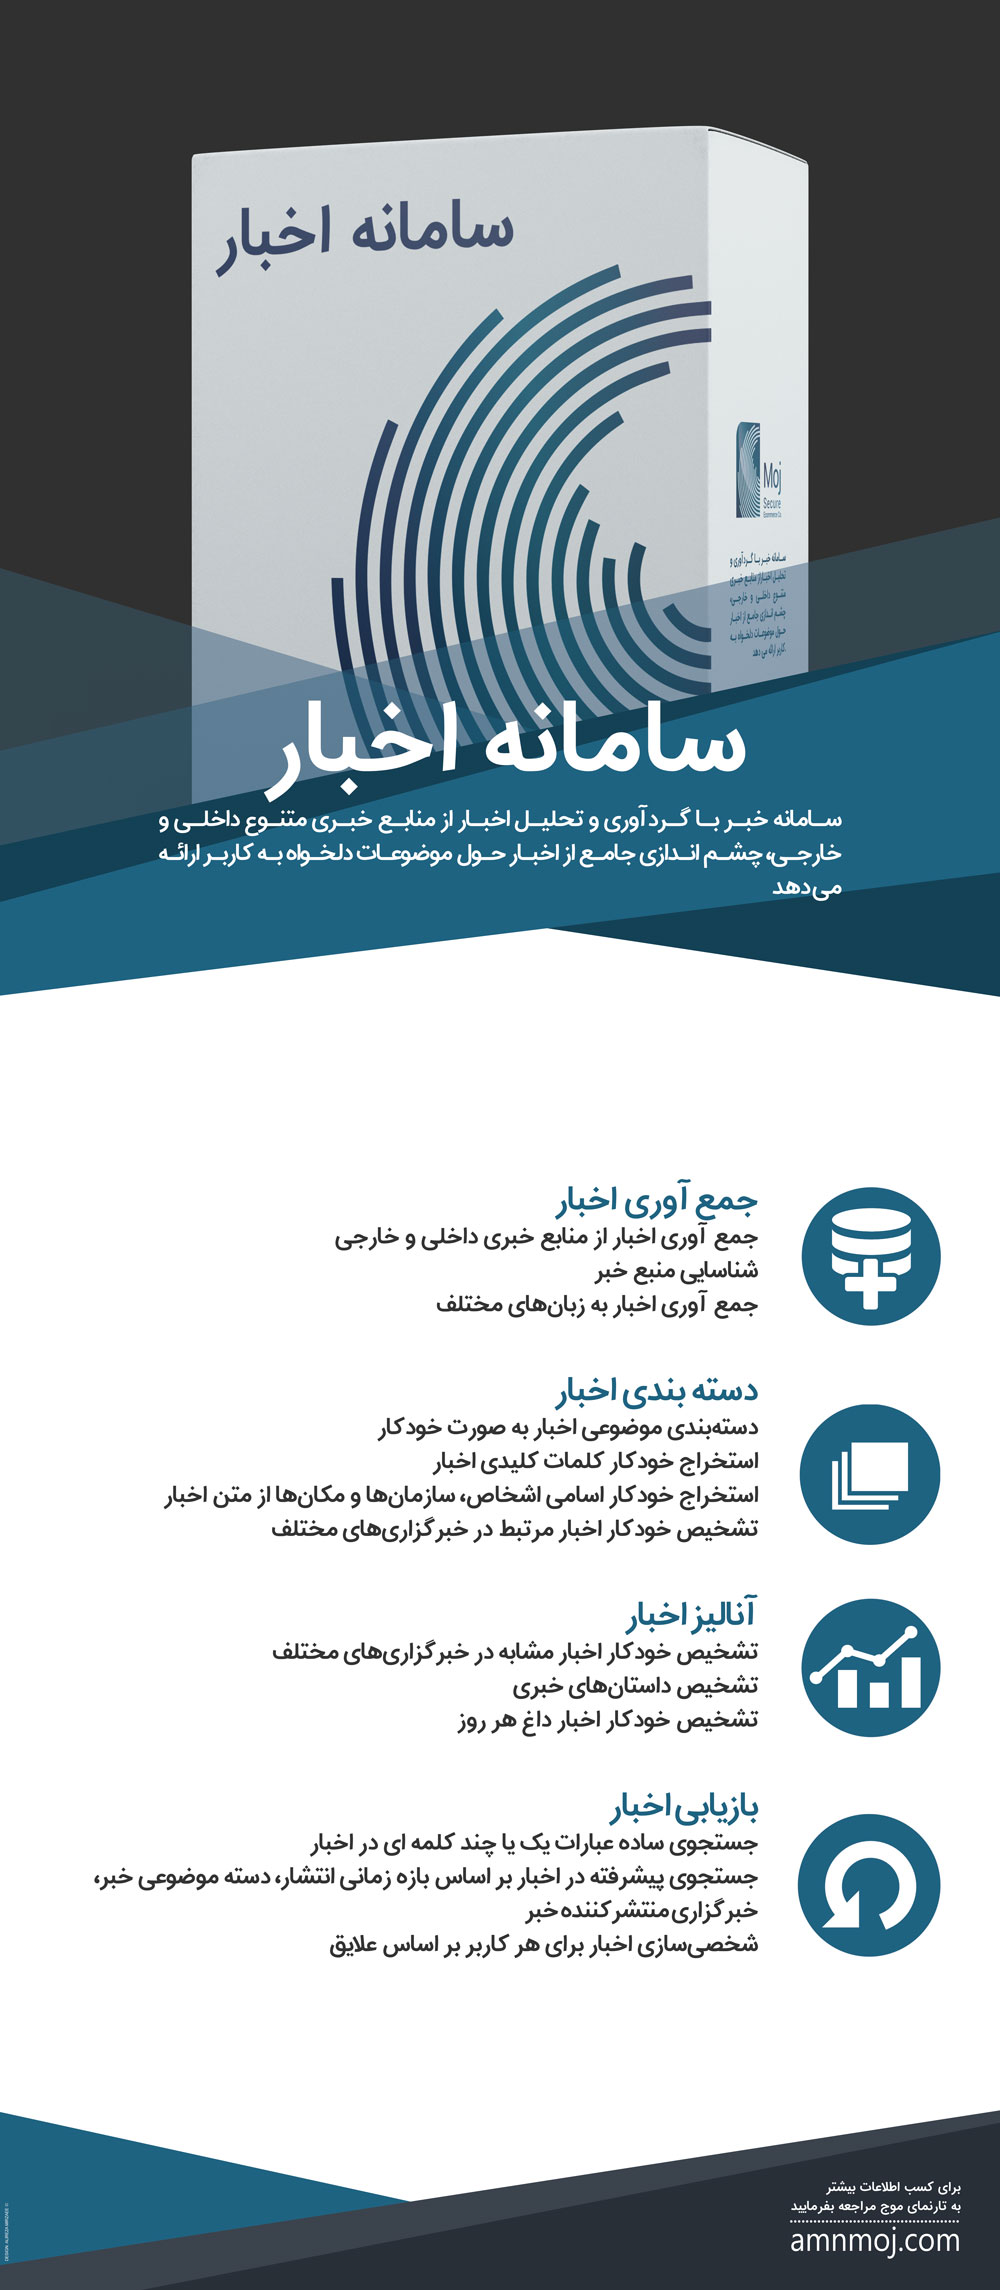 سامانه اخبار
Moj
Secure
Ecommerce Co
سامانه خبر با گردآوری و
تحلیل اخبار از منابع خبری
متنوع داخلی و خارجی،
چشم اندازی جامع از اخبار
حول موضوعات دلخواه به
کاربر ارائه می دهد
سامانه اخبار
سامانه خبر با گردآوری و تحلیل اخبار از منابع خبری متنوع داخلی و
خارجی، چشم اندازی جامع از اخبار حول موضوعات دلخواه به کاربر ارائه
می‌دهد
جمع آوری اخبار
جمع آوری اخبار از منابع خبری داخلی و خارجی
شناسایی منبع خبر
جمع آوری اخبار به زبان‌های مختلف
دسته بندی اخبار
دسته‌بندی موضوعی اخبار به صورت خودکار
استخراج خودکار کلمات کلیدی اخبار
استخراج خودکار اسامی اشخاص، سازمان‌ها و مکان‌ها از متن اخبار
تشخیص خودکار اخبار مرتبط در خبرگزاری‌های مختلف
آنالیز اخبار
تشخیص خودکار اخبار مشابه در خبرگزاری‌های مختلف
تشخیص داستان‌های خبری
تشخیص خودکار اخبار داغ هر روز
بازیابی اخبار
جستجوی ساده عبارات یک یا چند کلمه ای در اخبار
جستجوی پیشرفته در اخبار بر اساس بازه زمانی انتشار، دسته موضوعی خبر،
خبرگزاری منتشر کننده خبر
شخصی‌سازی اخبار برای هر کاربر بر اساس علایق
برای کسب اطلاعات بیشتر
به تارنمای موج مراجعه بفرمایید
amnmoj.com